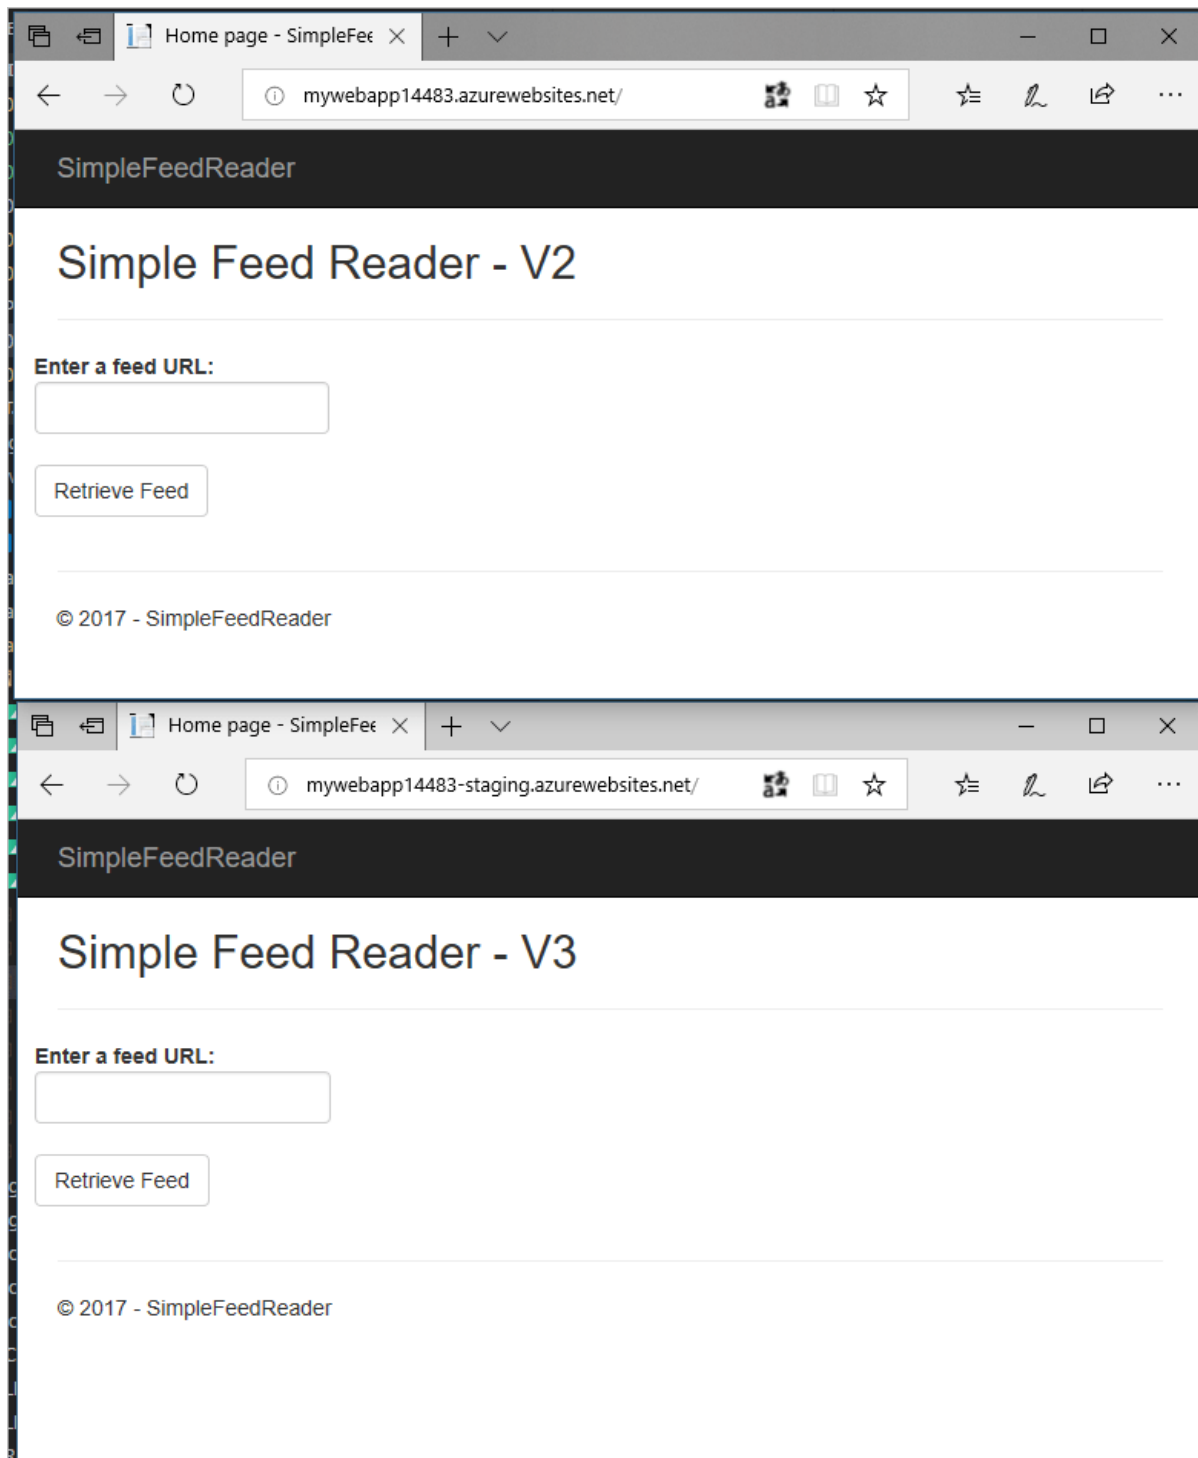 Home page - SimpleFee
mywebapp14483.azurewebsites.net/
SimpleFeedReader
Simple Feed Reader - V2
Enter a feed URL:
Retrieve Feed
© 2017 - SimpleFeedReader
Home page - SimpleFee
mywebapp14483-staging.azurewebsites.net/
SimpleFeedReader
Simple Feed Reader - V3
Enter a feed URL:
Retrieve Feed
© 2017 - SimpleFeedReader